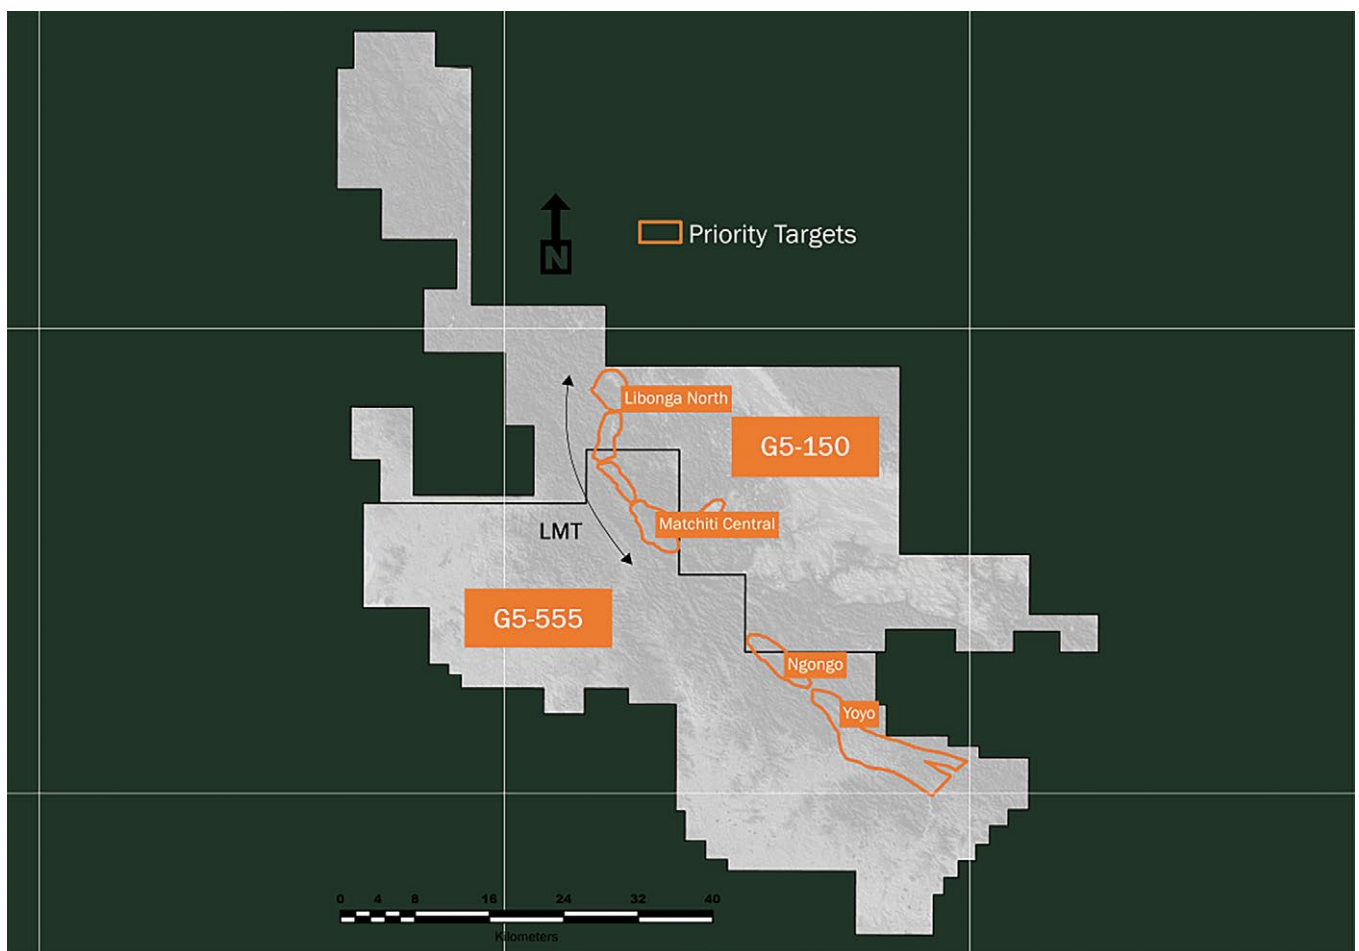 N
Priority Targets
Libonga North
G5-150
Matchiti Central
LMT
G5-555
Ngongo
Yoyo
0 4 8 16 24 32 40
Kilometers